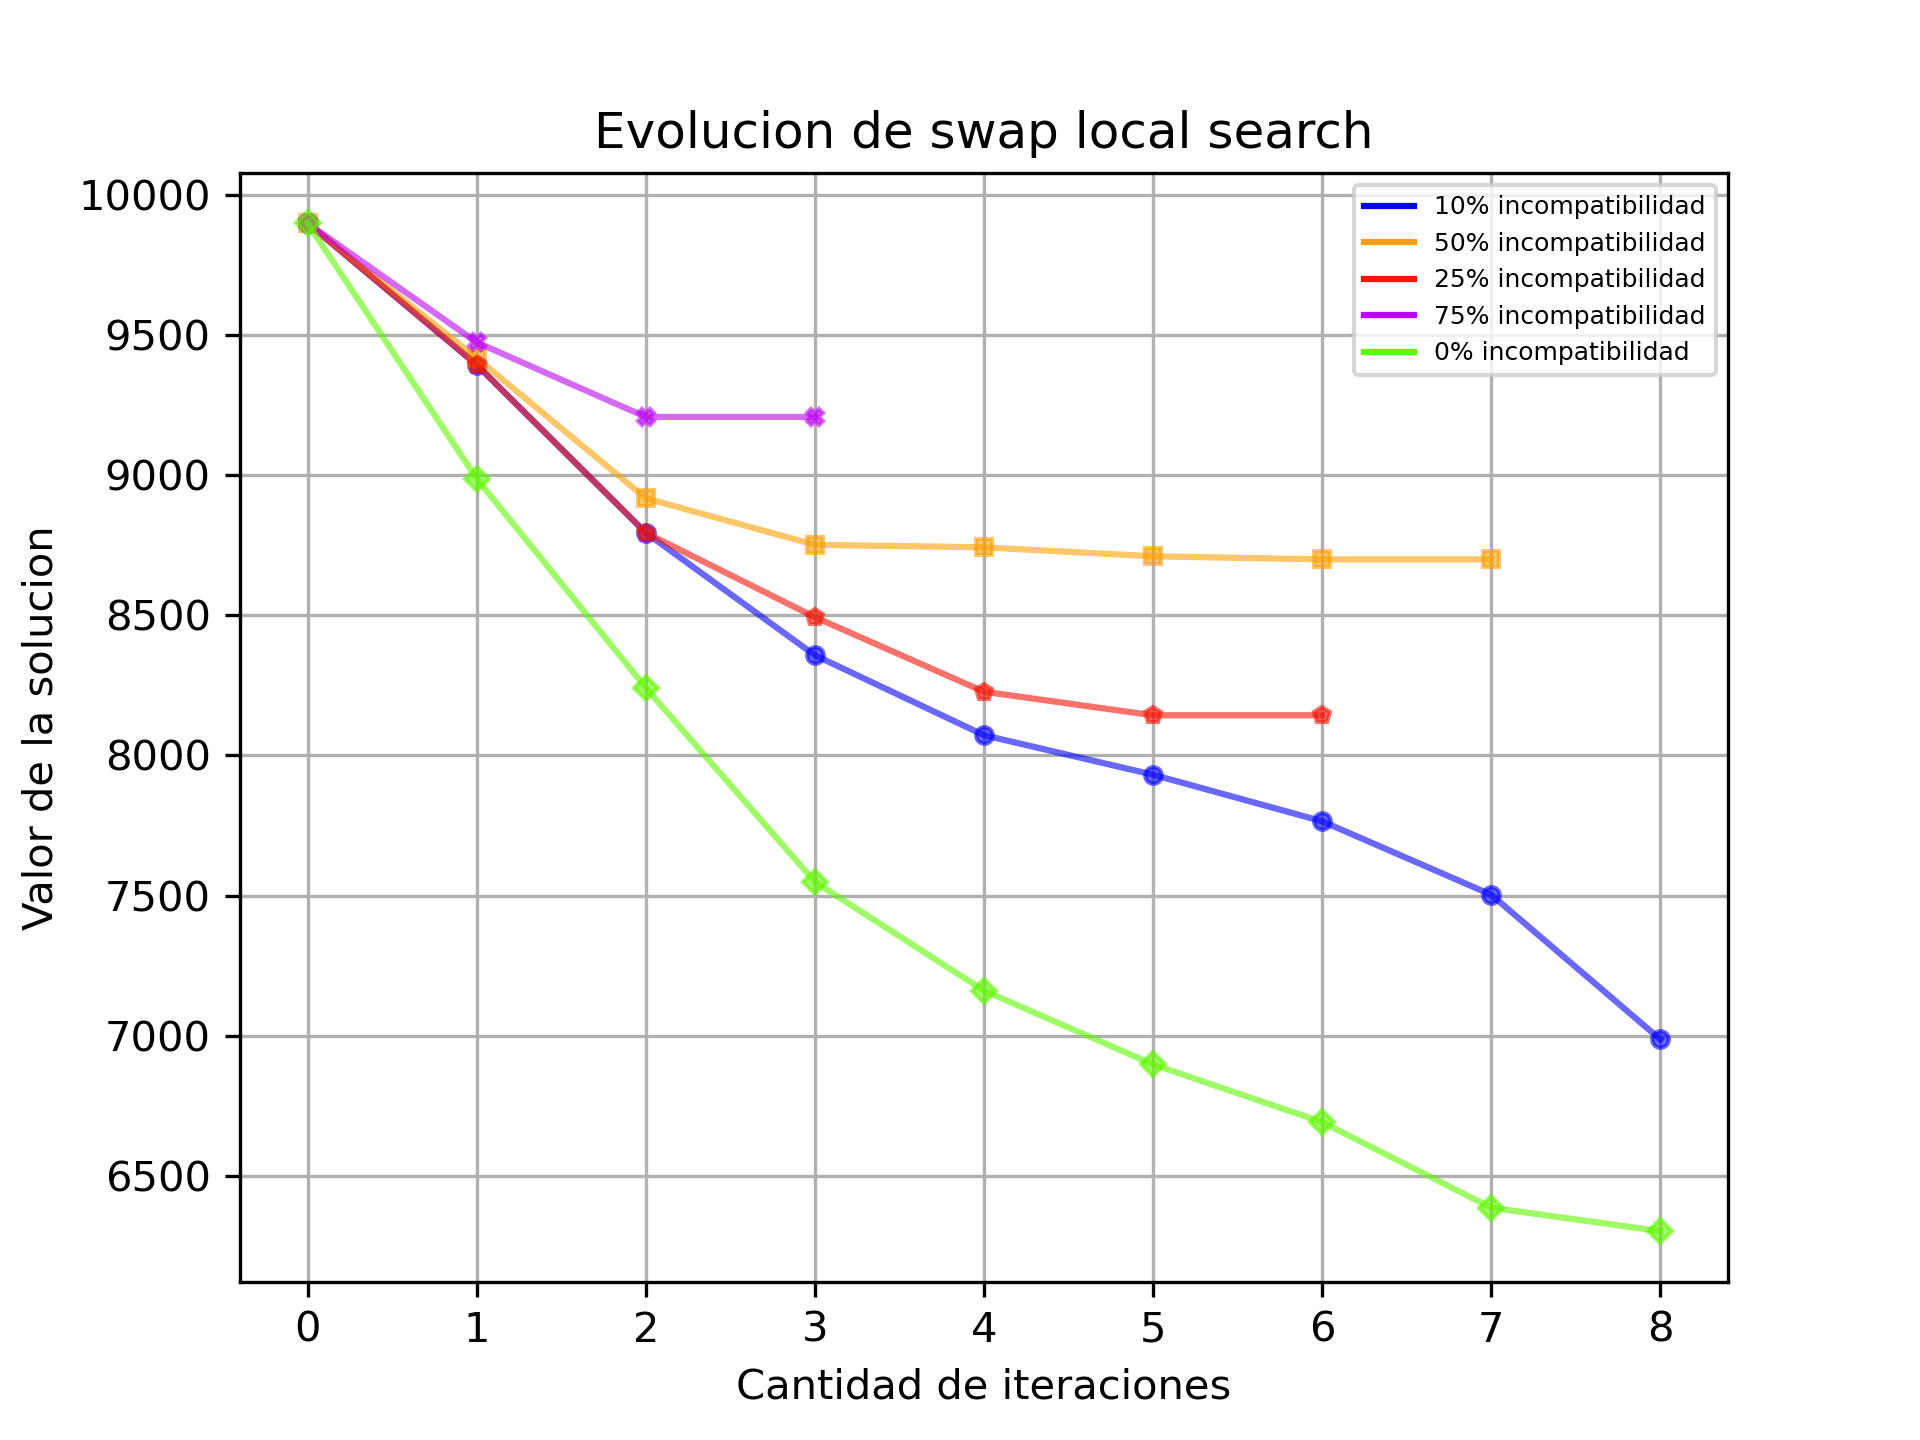 Evolucion de swap local search
10000
9500
9000
8500
8000
7500
7000
6500
Valor de la solucion
10% incompatibilidad
50% incompatibilidad
25% incompatibilidad
75% incompatibilidad
0% incompatibilidad
0 1 2 3 4 5 6 7 8
Cantidad de iteraciones